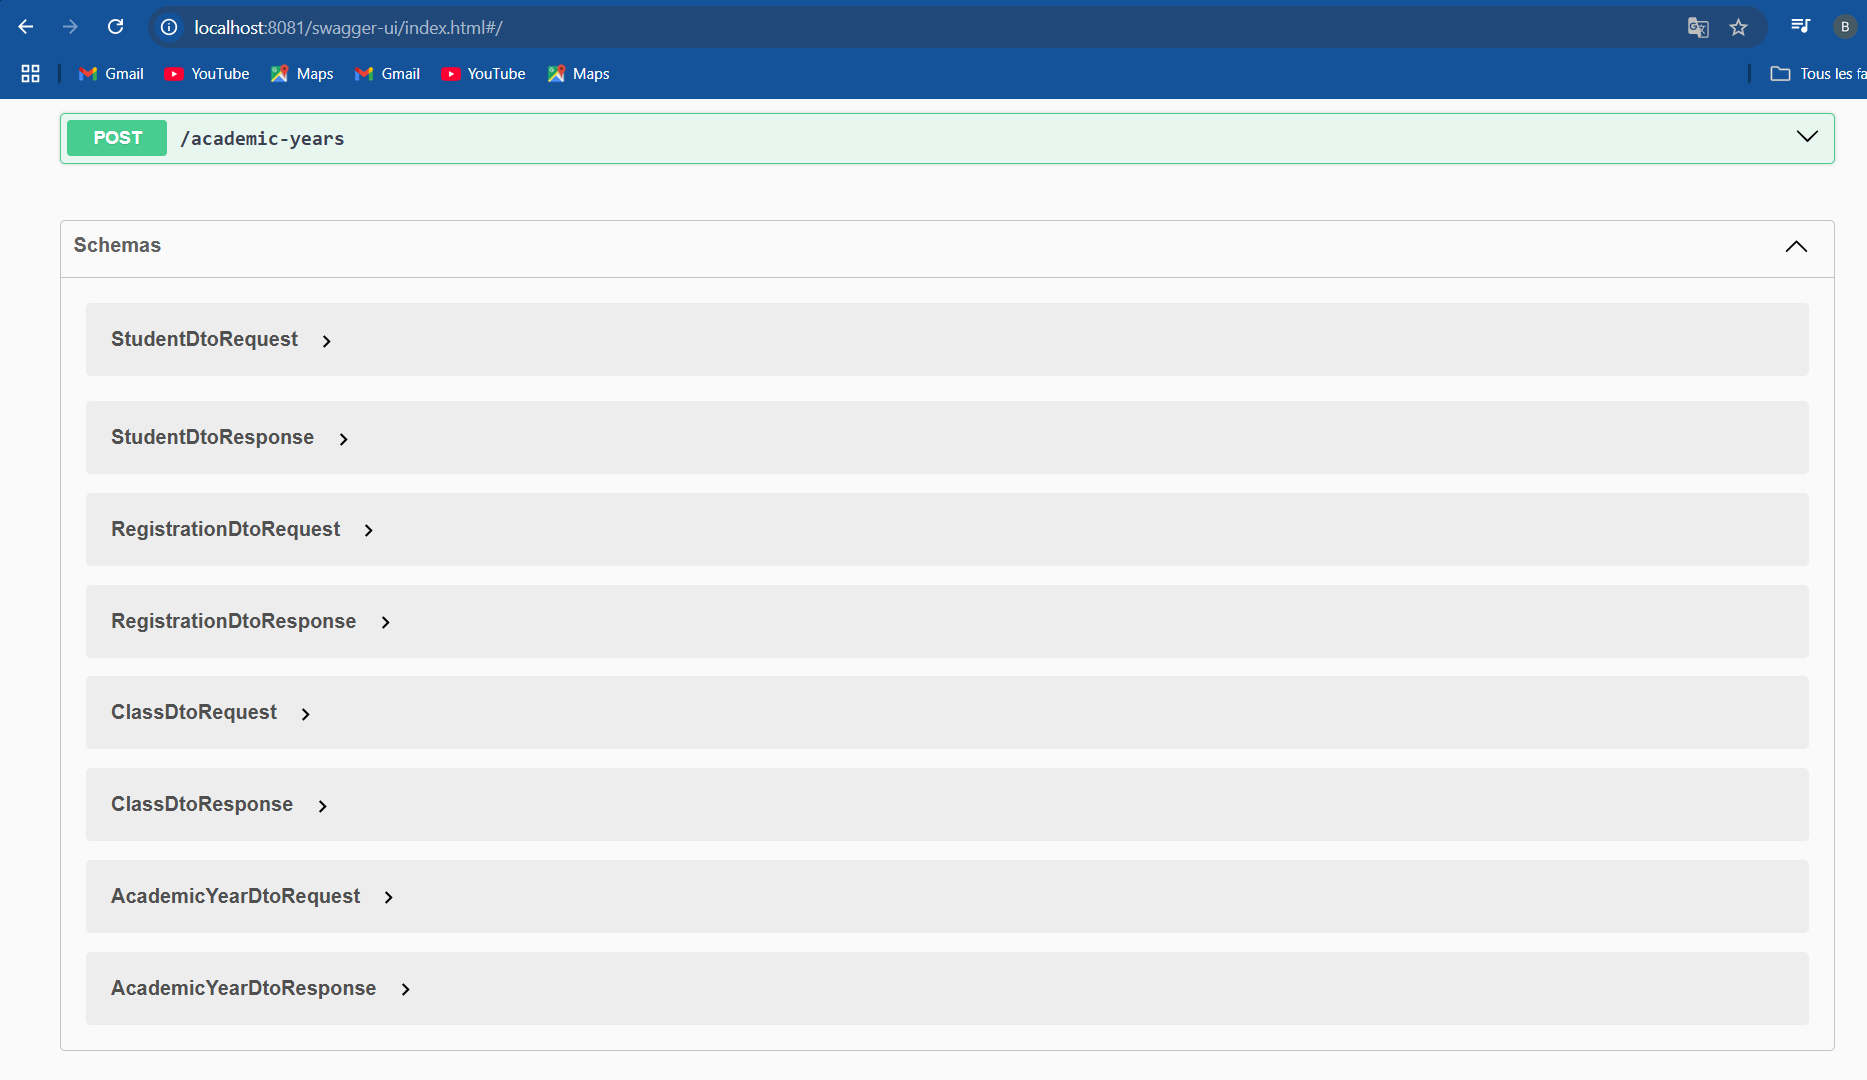 localhost:8081/swagger-ui/index.html#/
B
Gmail YouTube Maps Gmail YouTube Maps Tous les fa
POST /academic-years
Schemas
StudentDtoRequest
StudentDtoResponse
RegistrationDtoRequest
RegistrationDtoResponse
ClassDtoRequest
ClassDtoResponse
AcademicYearDtoRequest
AcademicYearDtoResponse